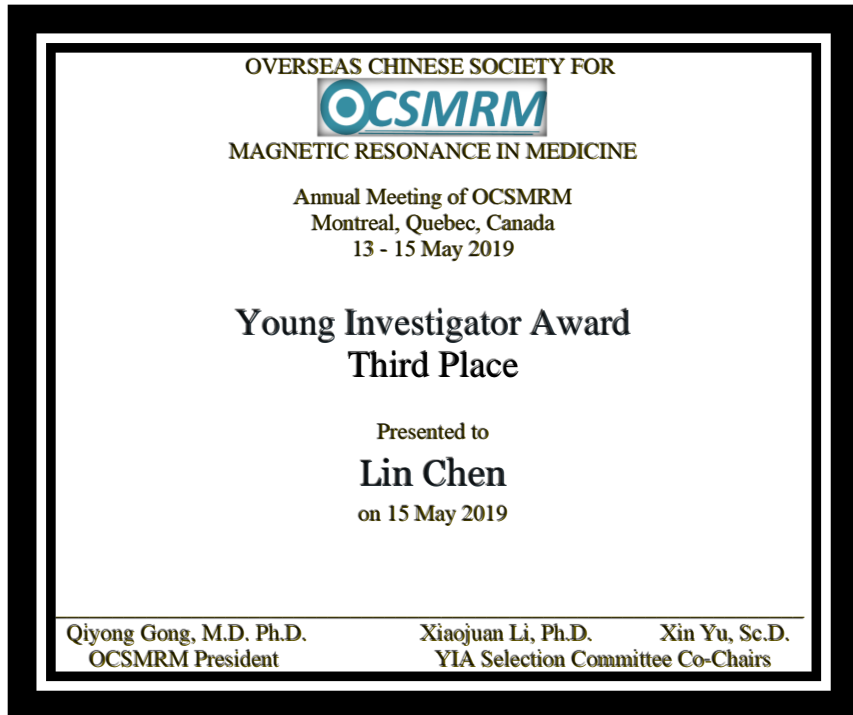 OVERSEAS CHINESE SOCIETY FOR
OCSMRM
MAGNETIC RESONANCE IN MEDICINE
Annual Meeting of OCSMRM
Montreal, Quebec, Canada
13 - 15 May 2019
Young Investigator Award
Third Place
Presented to
Lin Chen
on 15 May 2019
Qiyong Gong, M.D. Ph.D. Xiaojuan Li, Ph.D. Xin Yu, Sc.D.
OCSMRM President YIA Selection Committee Co-Chairs